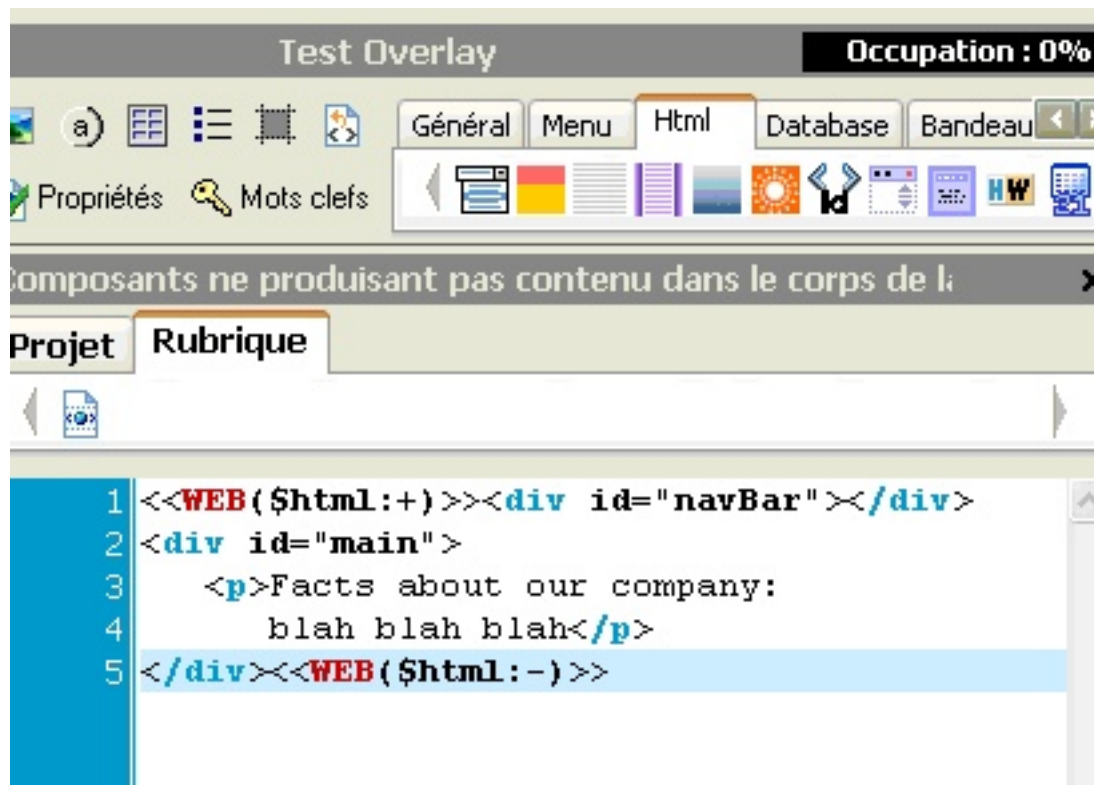 Test Overlay Occupation : 0%
a) Général Menu Html Database Bandeau
Propriétés Mots clefs Id HW
Composants ne produisant pas contenu dans le corps de
Projet Rubrique
1 <<WEB($html:+)>><div id="navBar"></div>
2 <div id="main">
3 <p>Facts about our company:
4 blah blah blah</p>
5 </div><<WEB($html:-)>>